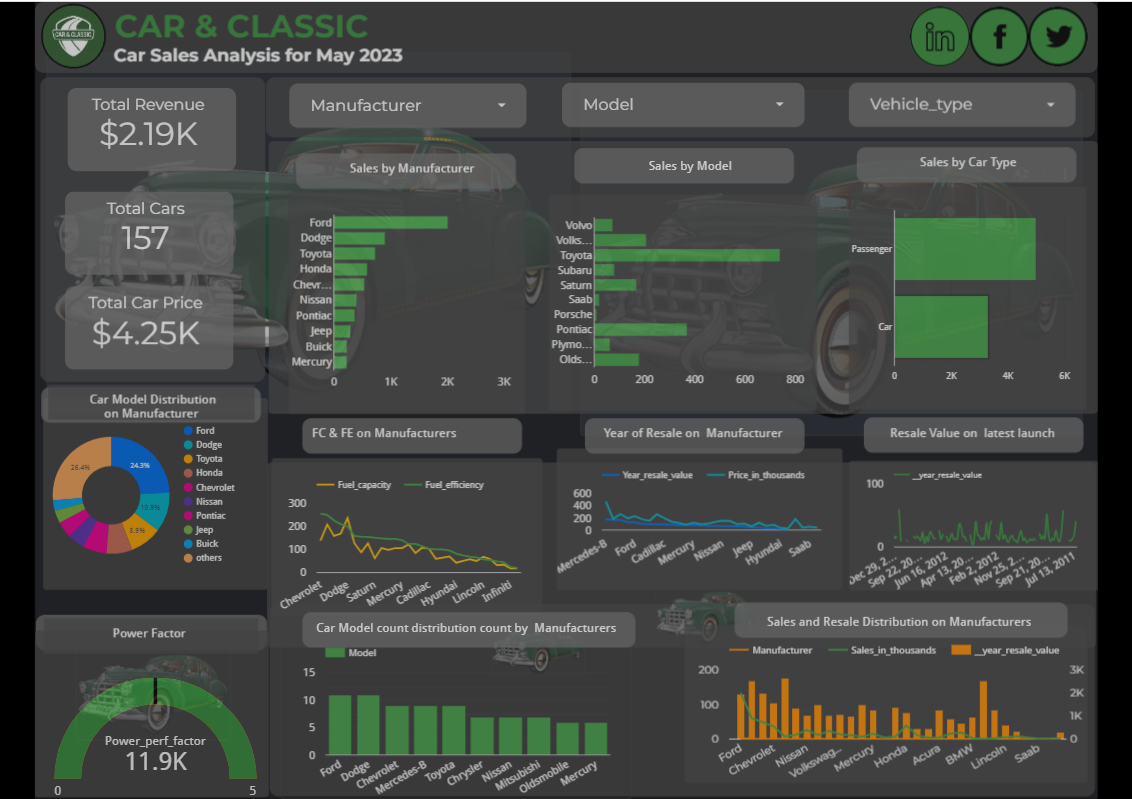 CAR & CLASSIC
CAR & CLASSIC
Car Sales Analysis for May 2023
in
f
Total Revenue
$2.19K
Manufacturer
Model
Vehicle_type
Total Cars
157
Total Car Price
$4.25K
Sales by Manufacturer
Ford
Dodge
Toyota
Honda
Chevr...
Nissan
Pontiac
Jeep
Buick
Mercury
0 1K 2K 3K
Sales by Model
Volvo
Volks...
Toyota
Subaru
Saturn
Saab
Porsche
Pontiac
Plymo...
Olds...
0 200 400 600 800
Sales by Car Type
Passenger
Car
0 2K 4K 6K
Car Model Distribution
on Manufacturer
24.3%
10.9%
8.9%
26.4%
Ford
Dodge
Toyota
Honda
Chevrolet
Nissan
Pontiac
Jeep
Buick
others
FC & FE on Manufacturers
Fuel_capacity Fuel_efficiency
300
200
100
0
Chevrolet Dodge Saturn Mercury Cadillac Hyundai Lincoln Infiniti
Year of Resale on Manufacturer
Year_resale_value Price_in_thousands
600
400
200
0
Mercedes-B Ford Cadillac Mercury Nissan Jeep Hyundai Saab
Resale Value on latest launch
__year_resale_value
100
0
Dec 29, 2... Sep 22, 20... Jun 16, 2012 Apr 13, 20... Feb 2, 2012 Nov 25, 2... Sep 21, 20... Jul 13, 2011
Power Factor
Power_perf_factor
11.9K
0 5
Car Model count distribution count by Manufacturers
Model
15
10
5
0
Ford Dodge Chevrolet Mercedes-B Toyota Chrysler Nissan Mitsubishi Oldsmobile Mercury
Sales and Resale Distribution on Manufacturers
Manufacturer Sales_in_thousands __year_resale_value
200
100
0
3K
2K
1K
0
Ford Chevrolet Nissan Volkswag... Mercury Honda Acura BMW Lincoln Saab